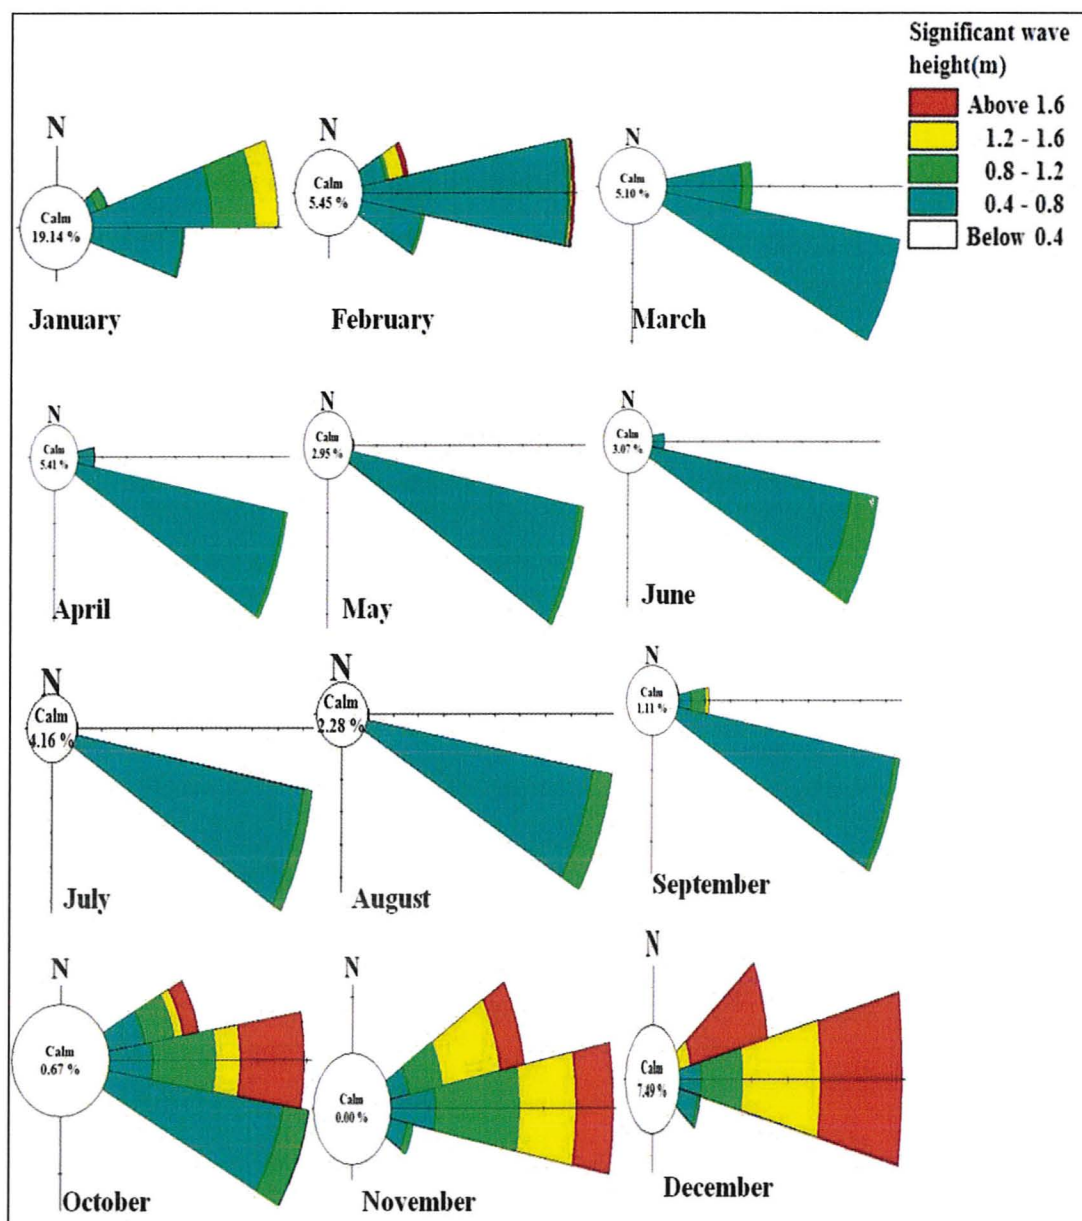 Significant wave
height(m)
Above 1.6
1.2 - 1.6
0.8 - 1.2
0.4 - 0.8
Below 0.4
N
Calm
19.14 %
January
N
Calm
5.45 %
February
N
Calm
5.10 %
March
N
Calm
5.41 %
April
N
Calm
2.95 %
May
N
Calm
3.07 %
June
N
Calm
4.16 %
July
N
Calm
2.28 %
August
N
Calm
1.11 %
September
N
Calm
0.67 %
October
N
Calm
0.00 %
November
N
Calm
7.49 %
December